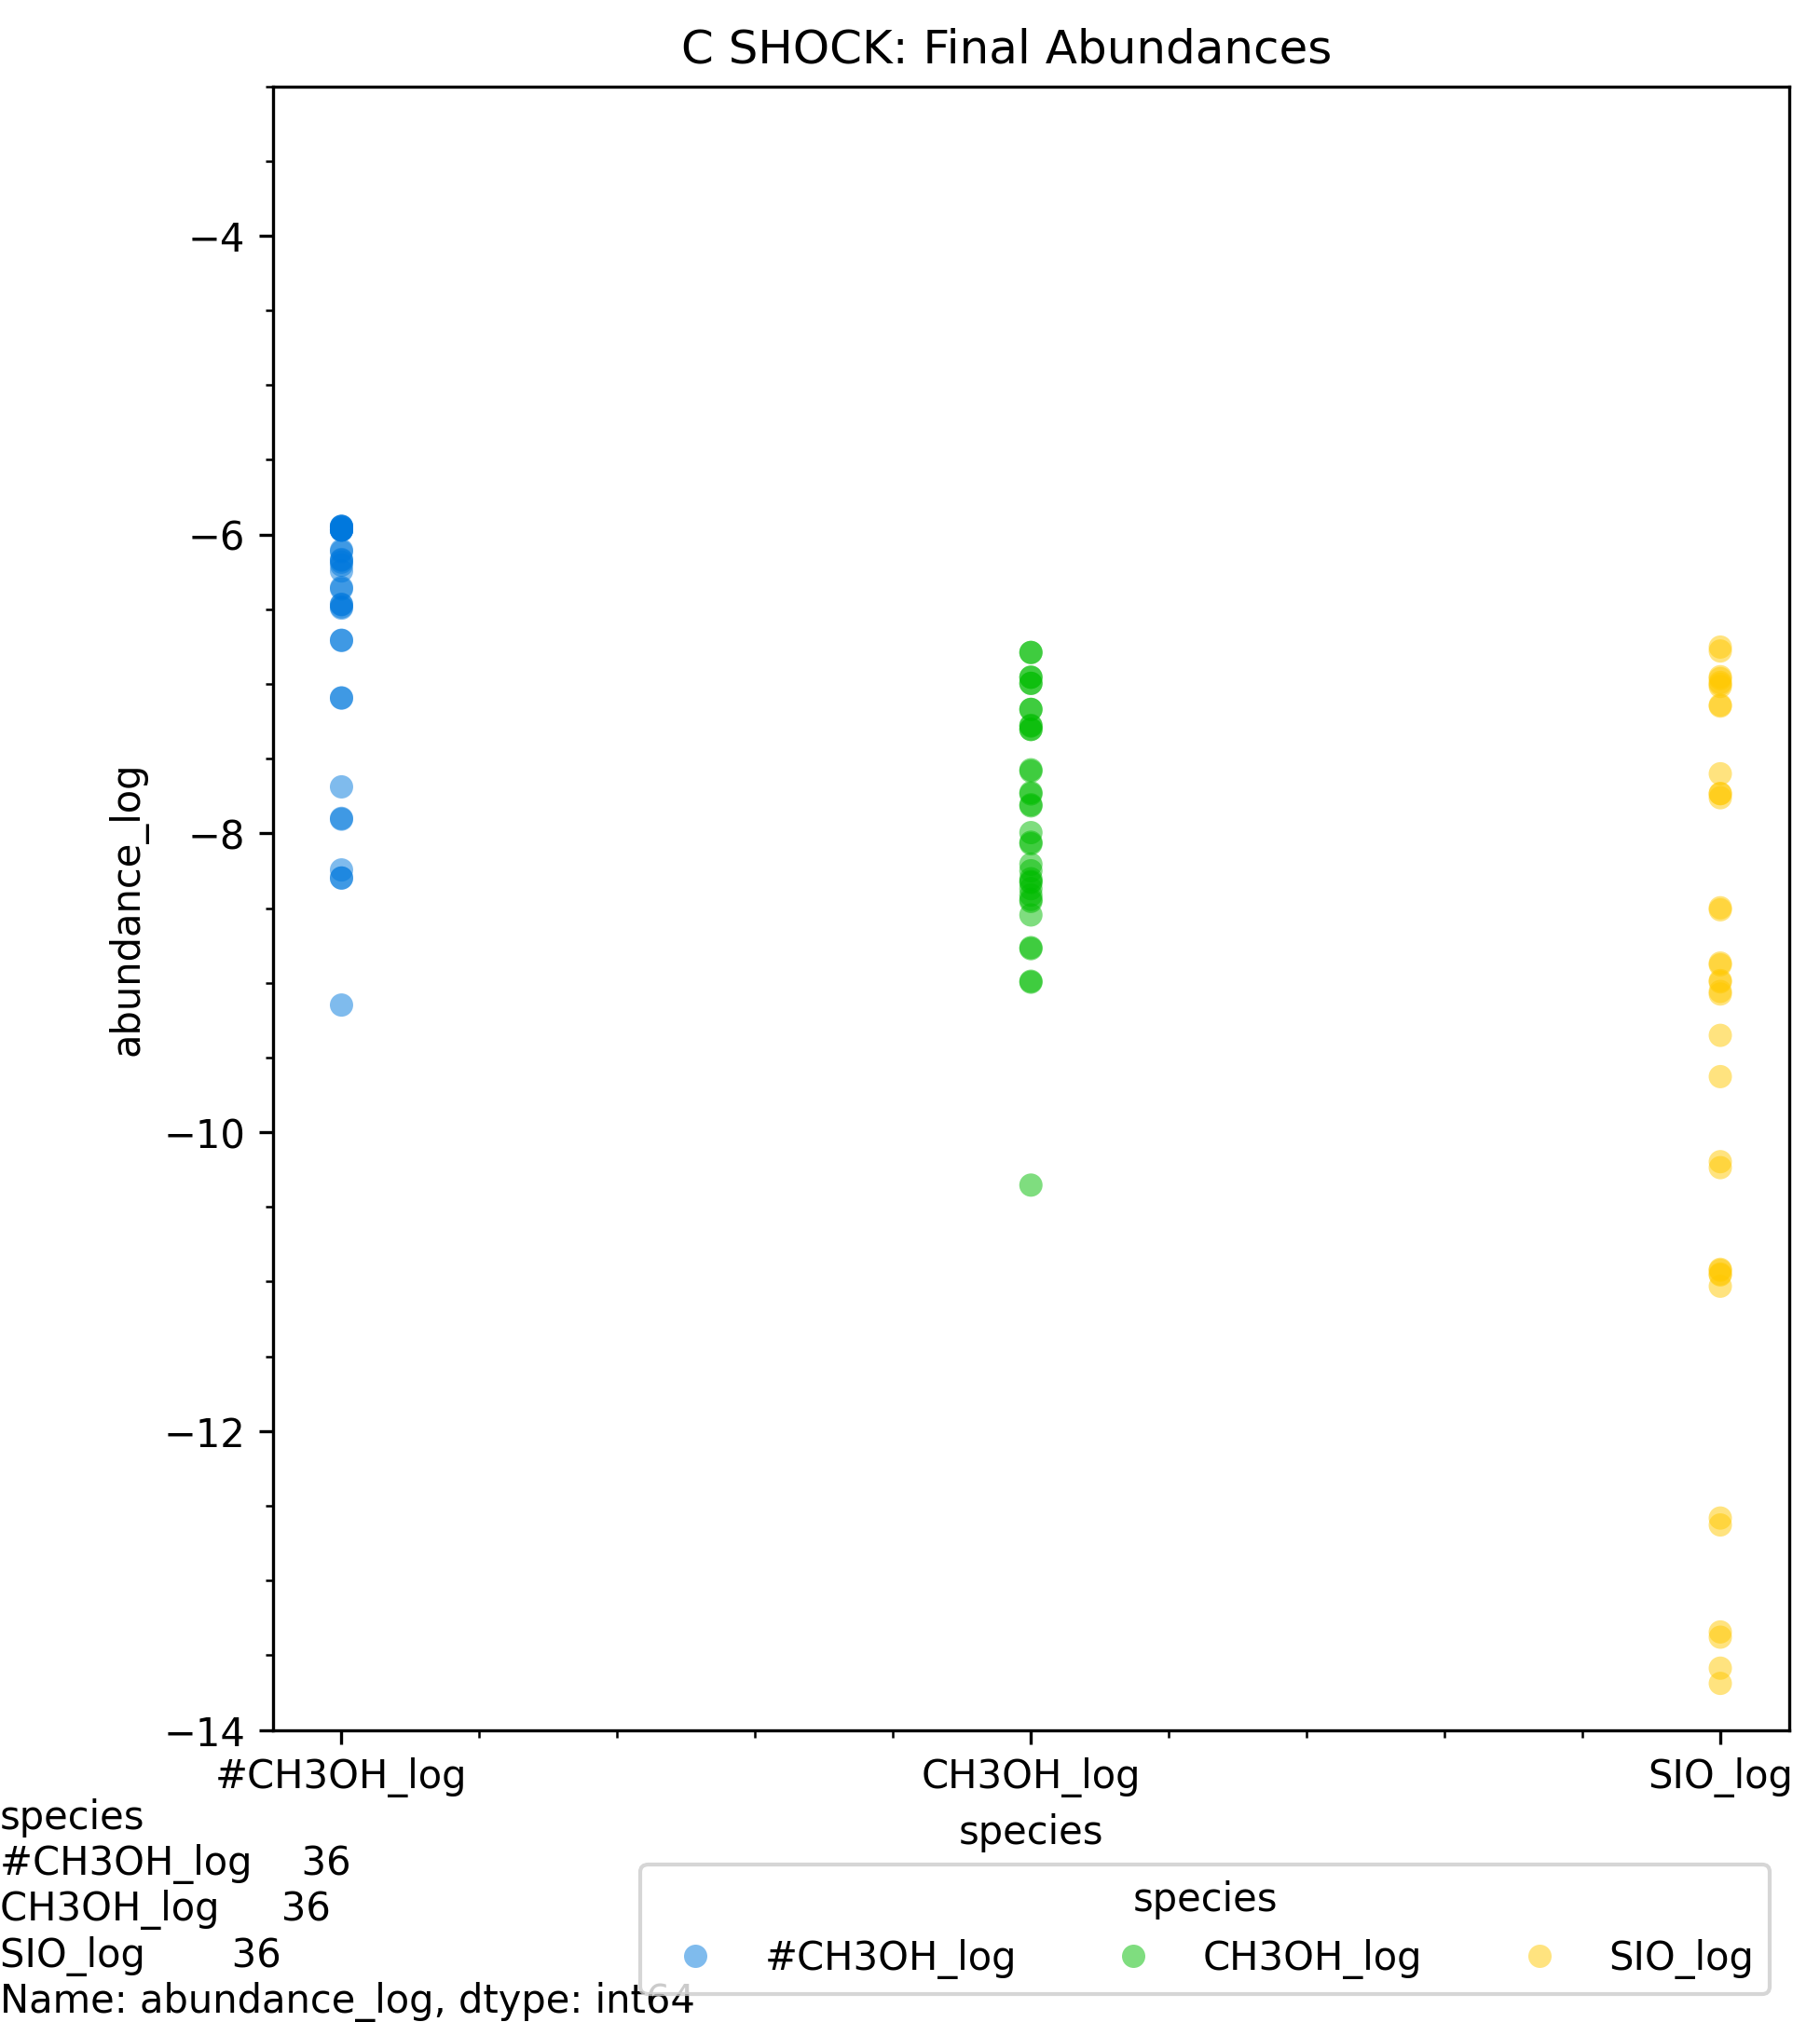 C SHOCK: Final Abundances
abundance_log
−4
−6
−8
−10
−12
−14
#CH3OH_log CH3OH_log SIO_log
species
species
#CH3OH_log 36
CH3OH_log 36
SIO_log 36
Name: abundance_log, dtype: int64
species
#CH3OH_log CH3OH_log SIO_log